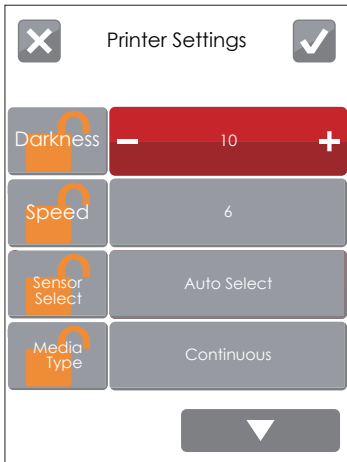 Printer Settings
Darkness
10
Speed
6
Sensor
Select
Auto Select
Media
Type
Continuous